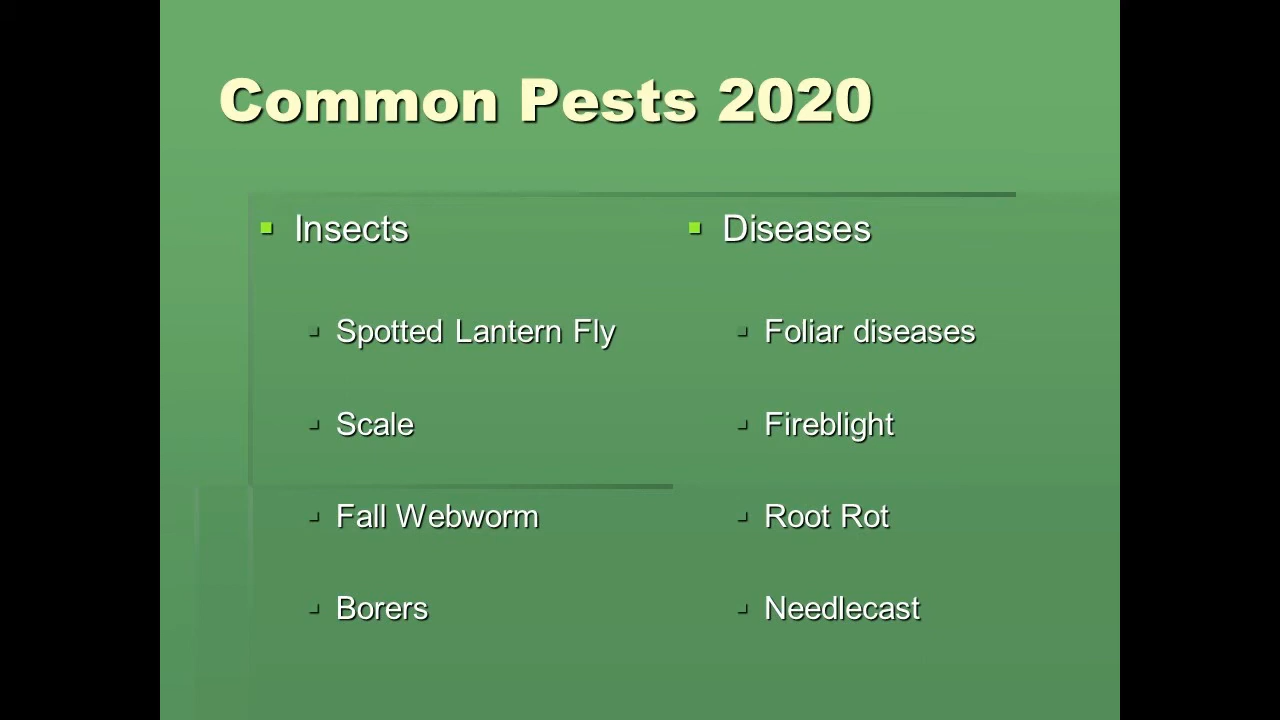 Common Pests 2020
Insects
Spotted Lantern Fly
Scale
Fall Webworm
Borers
Diseases
Foliar diseases
Fireblight
Root Rot
Needlecast